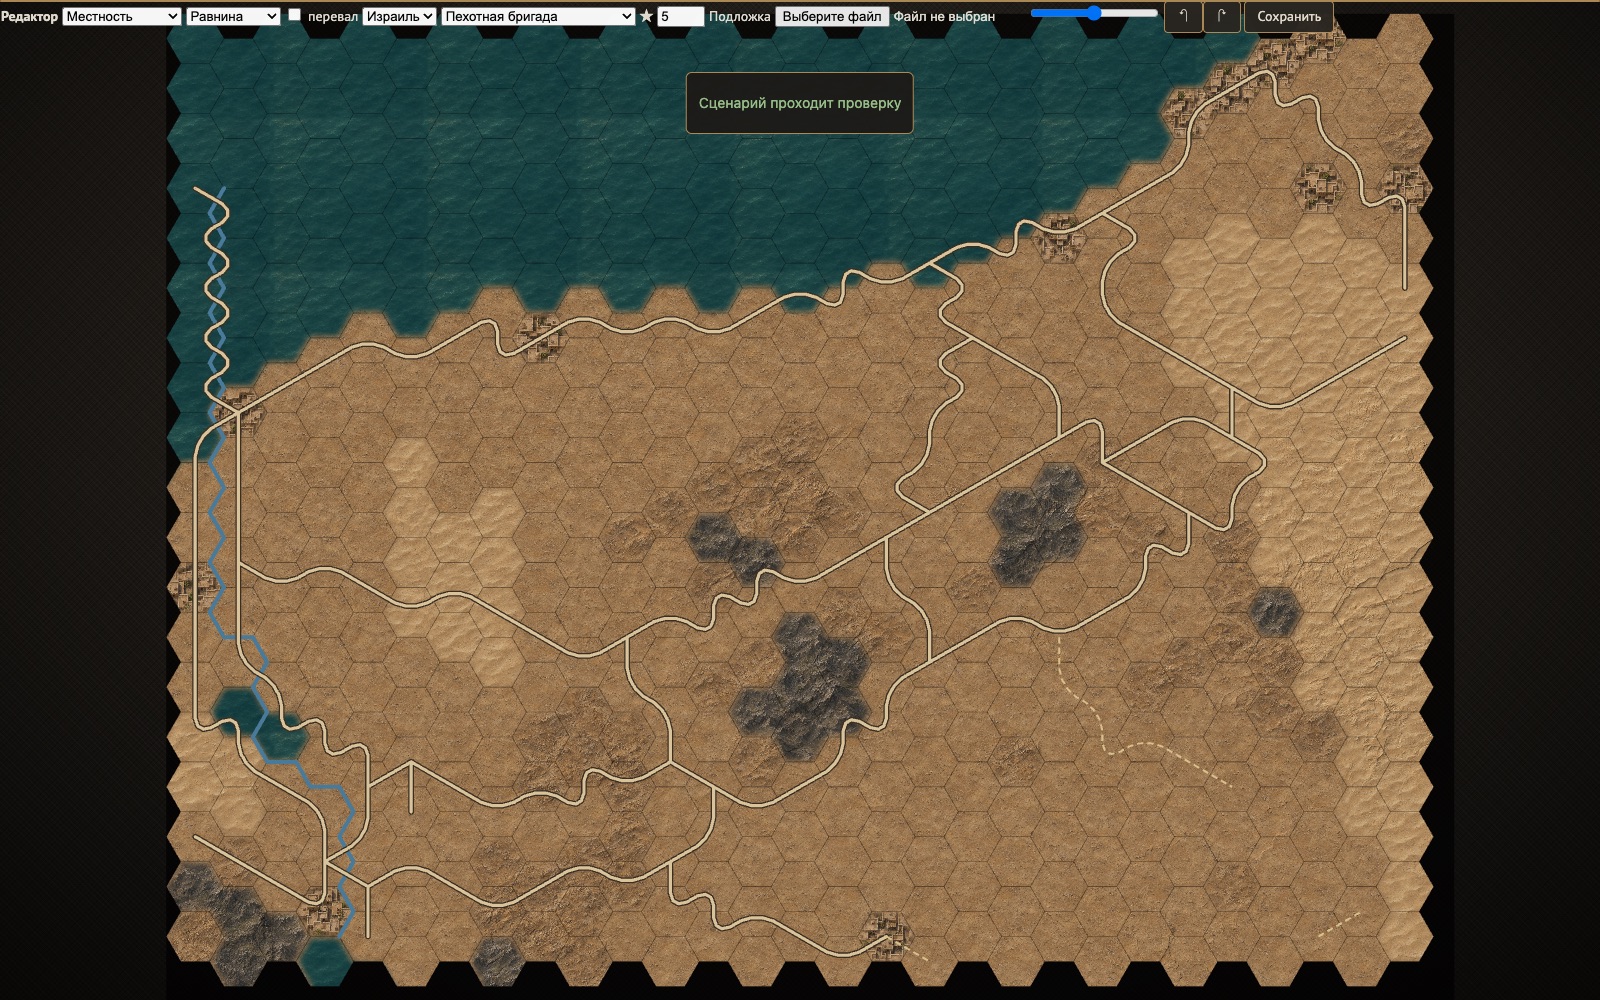 Редактор Местность Равнина перевал Израиль Пехотная бригада ★ 5 Подложка Выберите файл Файл не выбран Сохранить
Сценарий проходит проверку